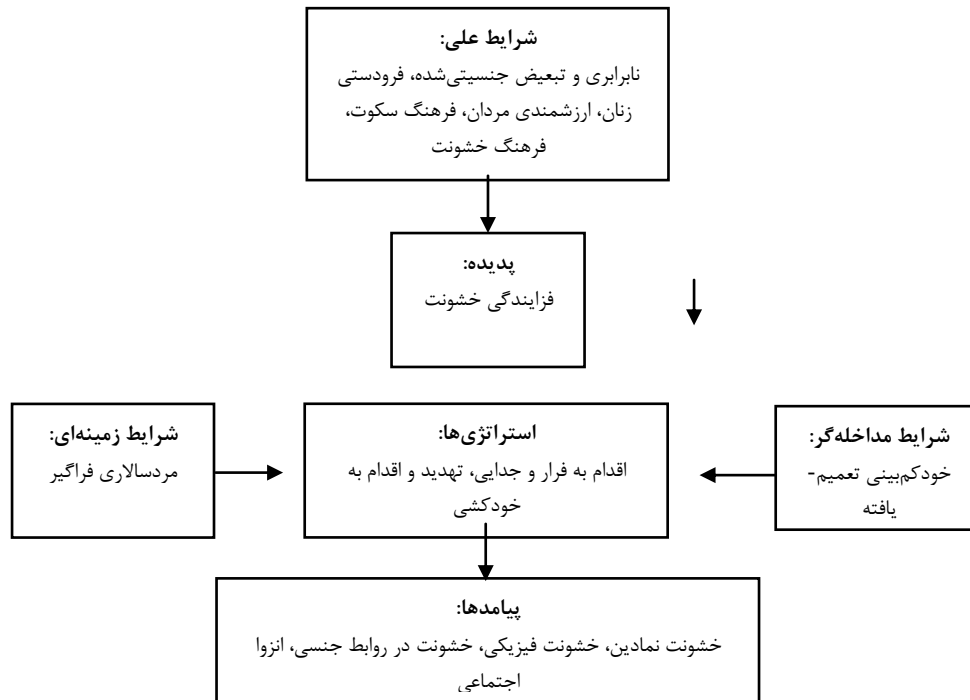 شرایط علی:
نابرابری و تبعیض جنسیتی‌شده، فرودستی
زنان، ارزشمندی مردان، فرهنگ سکوت،
فرهنگ خشونت
پدیده:
فزایندگی خشونت
شرایط مداخله‌گر:
خودکم‌بینی تعمیم-
یافته
استراتژی‌ها:
اقدام به فرار و جدایی، تهدید و اقدام به
خودکشی
شرایط زمینه‌ای:
مردسالاری فراگیر
پیامدها:
خشونت نمادین، خشونت فیزیکی، خشونت در روابط جنسی، انزوا
اجتماعی